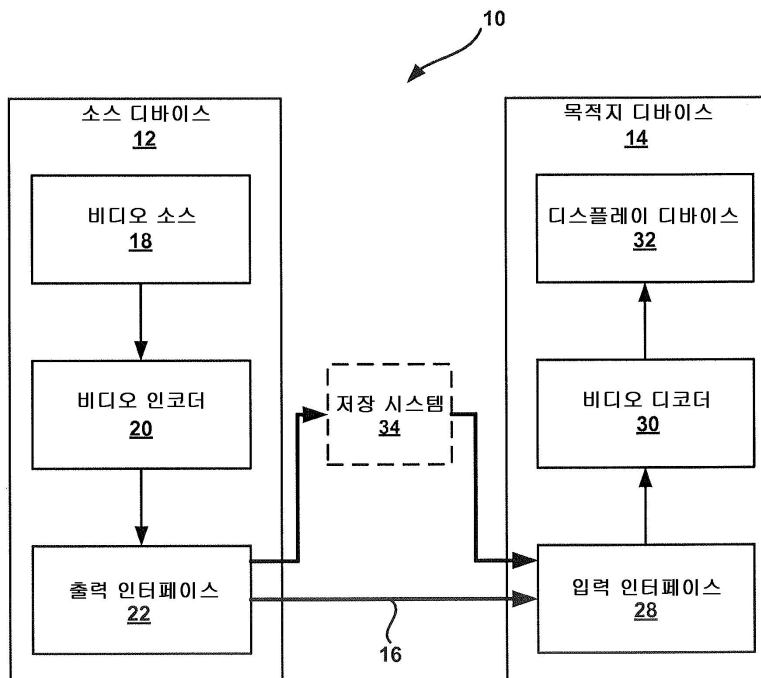 10
소스 디바이스
12
비디오 소스
18
비디오 인코더
20
출력 인터페이스
22
저장 시스템
34
16
목적지 디바이스
14
디스플레이 디바이스
32
비디오 디코더
30
입력 인터페이스
28